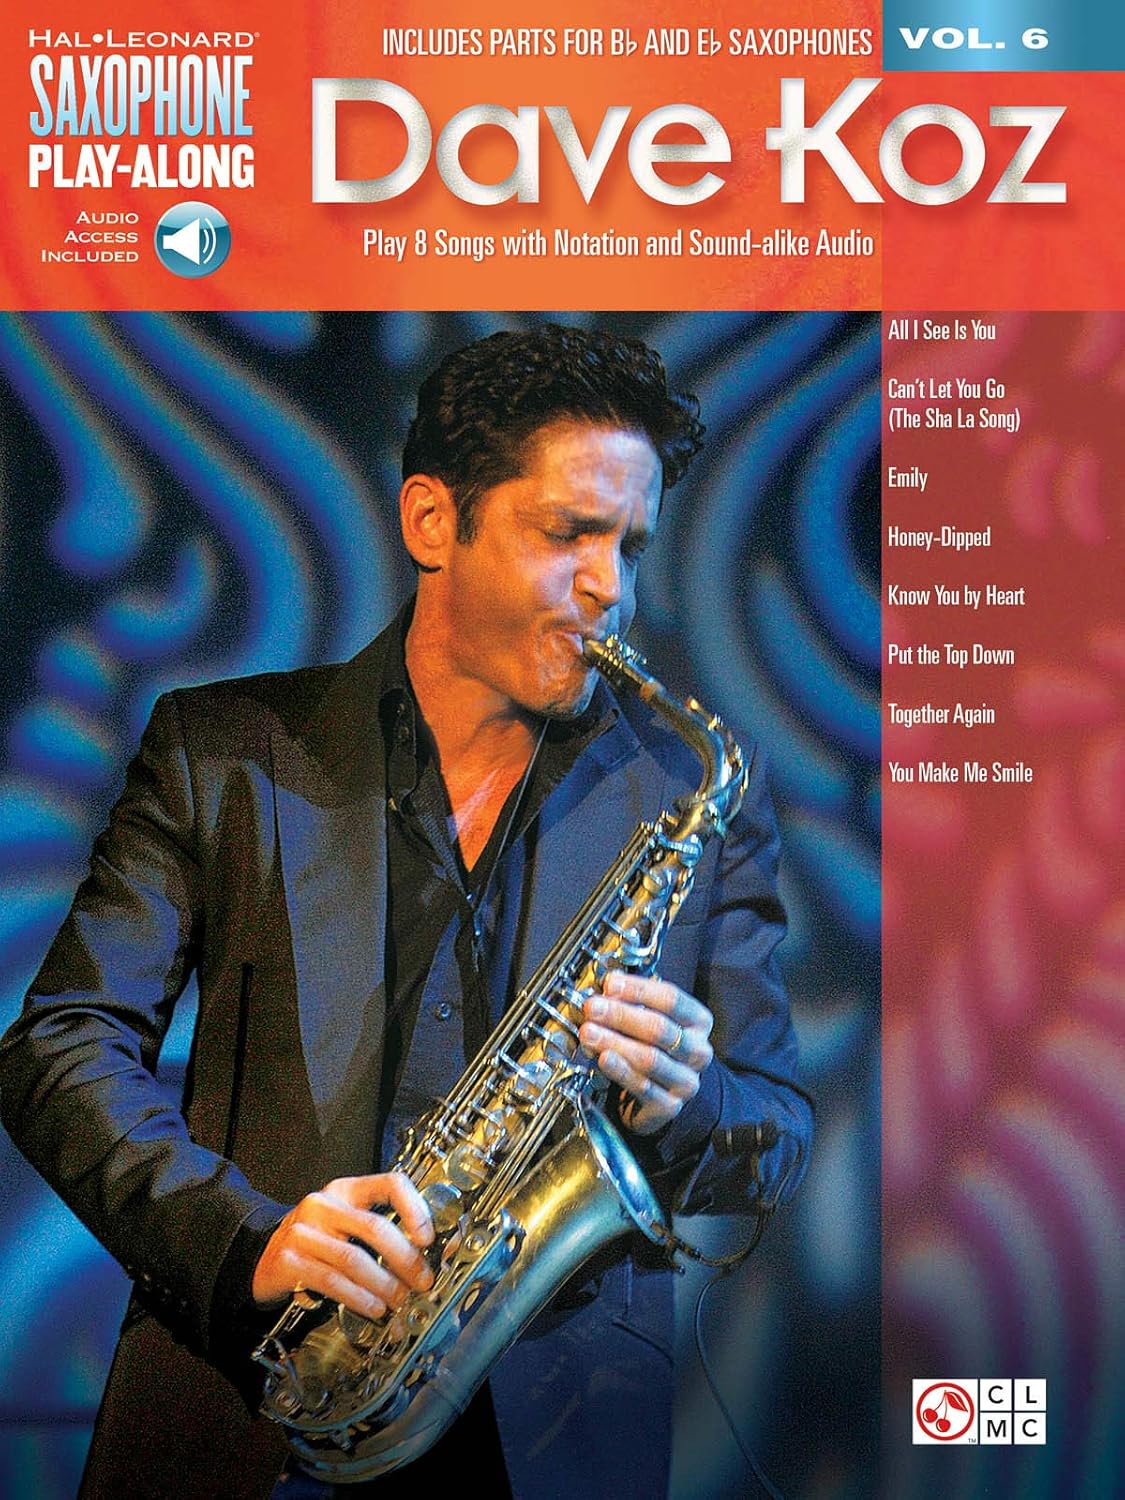 HAL•LEONARD®
SAXOPHONE
PLAY-ALONG
AUDIO
ACCESS
INCLUDED
INCLUDES PARTS FOR B♭ AND E♭ SAXOPHONES
VOL. 6
Dave Koz
Play 8 Songs with Notation and Sound-alike Audio
All I See Is You
Can't Let You Go
(The Sha La Song)
Emily
Honey-Dipped
Know You by Heart
Put the Top Down
Together Again
You Make Me Smile
C L
M C
™